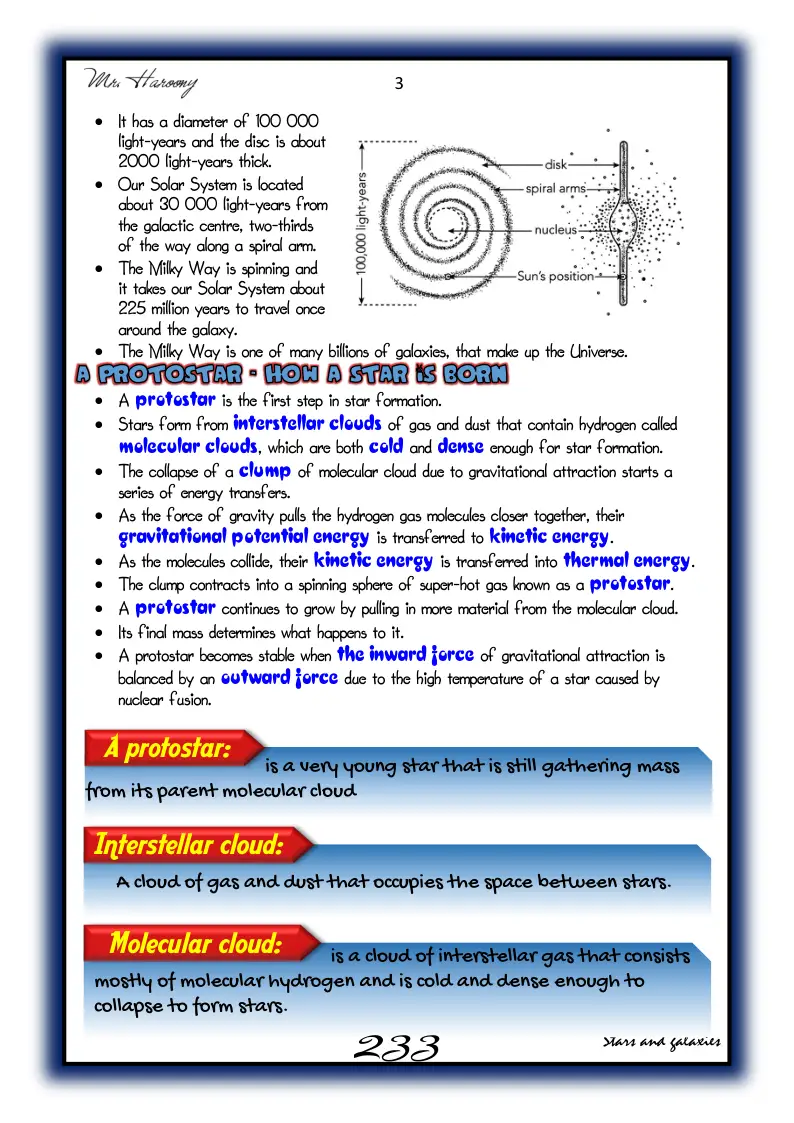 Mr. Haroony
3
• It has a diameter of 100 000
light-years and the disc is about
2000 light-years thick.
• Our Solar System is located
about 30 000 light-years from
the galactic centre, two-thirds
of the way along a spiral arm.
• The Milky Way is spinning and
it takes our Solar System about
225 million years to travel once
around the galaxy.
100,000 light-years
disk
spiral arms
nucleus
Sun's position
• The Milky Way is one of many billions of galaxies, that make up the Universe.
A PROTOSTAR - HOW A STAR iS BORN
• A protostar is the first step in star formation.
• Stars form from interstellar clouds of gas and dust that contain hydrogen called
molecular clouds, which are both cold and dense enough for star formation.
• The collapse of a clump of molecular cloud due to gravitational attraction starts a
series of energy transfers.
• As the force of gravity pulls the hydrogen gas molecules closer together, their
gravitational potential energy is transferred to kinetic energy.
• As the molecules collide, their kinetic energy is transferred into thermal energy.
• The clump contracts into a spinning sphere of super-hot gas known as a protostar.
• A protostar continues to grow by pulling in more material from the molecular cloud.
• Its final mass determines what happens to it.
• A protostar becomes stable when the inward force of gravitational attraction is
balanced by an outward force due to the high temperature of a star caused by
nuclear fusion.
A protostar:
is a very young star that is still gathering mass
from its parent molecular cloud
Interstellar cloud:
A cloud of gas and dust that occupies the space between stars.
Molecular cloud:
is a cloud of interstellar gas that consists
mostly of molecular hydrogen and is cold and dense enough to
collapse to form stars.
233
Stars and galaxies